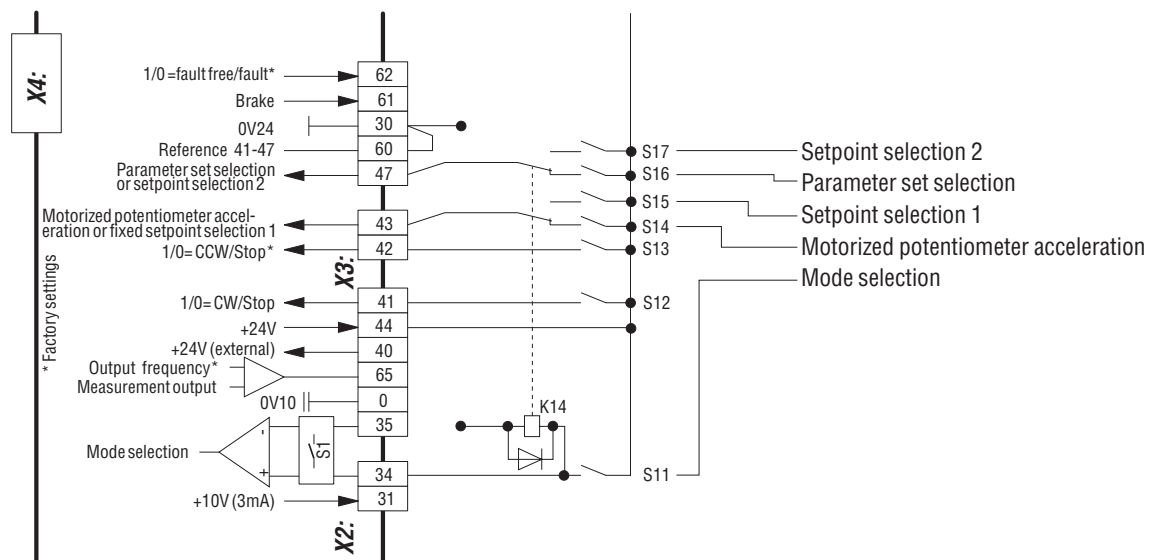 X4:
* Factory settings
1/0 =fault free/fault*
62
Brake
61
0V24
30
Reference 41-47
60
Parameter set selection
or setpoint selection 2
47
Motorized potentiometer accel-
eration or fixed setpoint selection 1
43
1/0= CCW/Stop*
42
X3:
1/0= CW/Stop
41
+24V
44
+24V (external)
40
Output frequency*
Measurement output
65
0V10
0
35
Mode selection
-
+
S1
34
+10V (3mA)
31
X2:
K14
S17
Setpoint selection 2
S16
Parameter set selection
S15
Setpoint selection 1
S14
Motorized potentiometer acceleration
S13
Mode selection
S12
S11